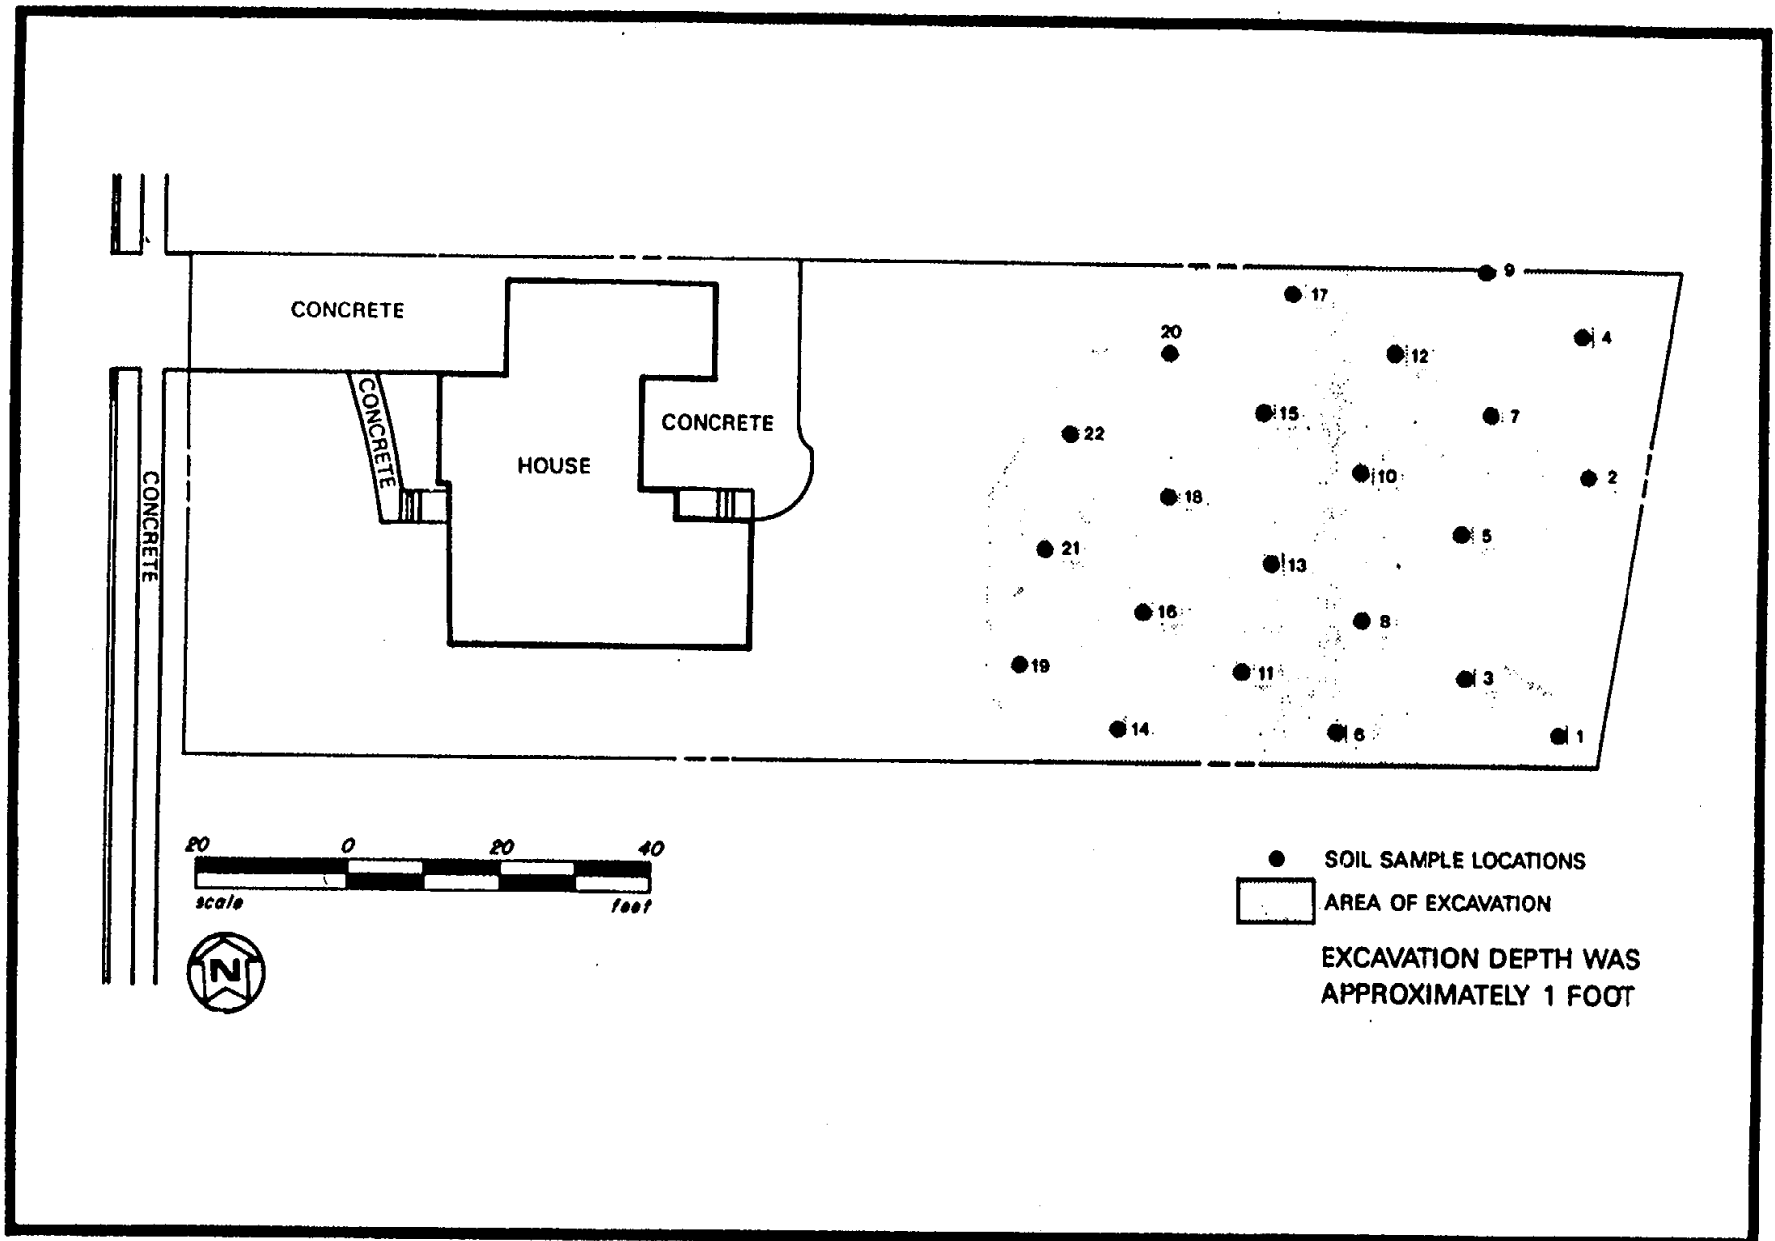 9
17
4
CONCRETE
20
12
CONCRETE
15
7
CONCRETE
22
HOUSE
10
2
CONCRETE
18
5
21
13
16
8
19
11
3
14
6
1
20 0 20 40
scale feet
SOIL SAMPLE LOCATIONS
AREA OF EXCAVATION
N
EXCAVATION DEPTH WAS
APPROXIMATELY 1 FOOT